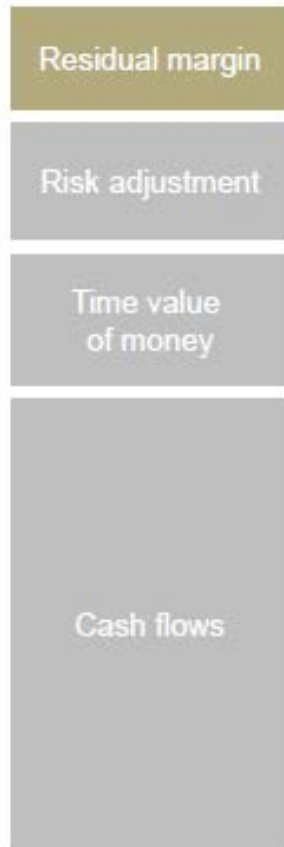 Residual margin
Risk adjustment
Time value
of money
Cash flows